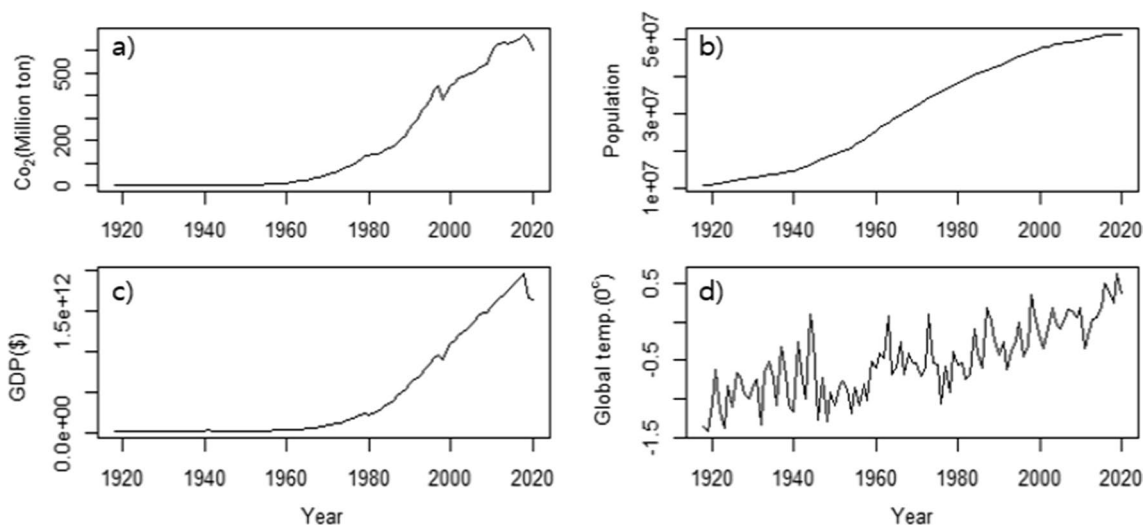 a)
Co₂(Million ton)
500
200
0
1920 1940 1960 1980 2000 2020
b)
Population
5e+07
3e+07
1e+07
1920 1940 1960 1980 2000 2020
c)
GDP($)
1.5e+12
0.0e+00
1920 1940 1960 1980 2000 2020
Year
d)
Global temp.(0ᶜ)
0.5
-0.5
-1.5
1920 1940 1960 1980 2000 2020
Year